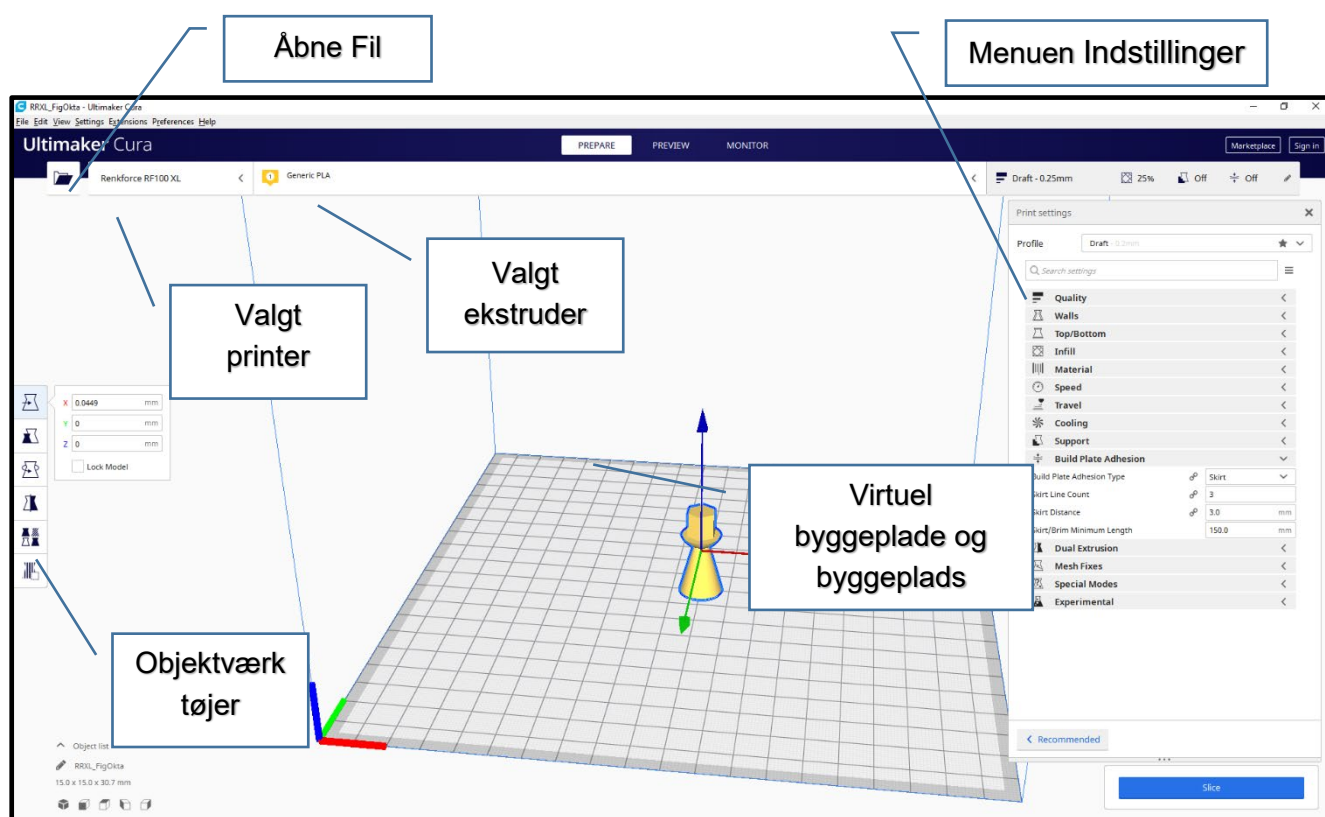 Åbne Fil
Menuen Indstillinger
RRXL_FigOkta - Ultimaker Cura
File Edit View Settings Extensions Preferences Help
Ultimaker Cura
PREPARE PREVIEW MONITOR
Marketplace Sign in
Renkforce RF100 XL
1 Generic PLA
Draft - 0.25mm 25% Off Off
Print settings
Profile Draft - 0.2mm
Search settings
Valgt
ekstruder
Valgt
printer
Quality
Walls
Top/Bottom
Infill
Material
Speed
Travel
Cooling
Support
Build Plate Adhesion
Build Plate Adhesion Type Skirt
Skirt Line Count 3
Skirt Distance 3.0 mm
Skirt/Brim Minimum Length 150.0 mm
Dual Extrusion
Mesh Fixes
Special Modes
Experimental
X 0.0449 mm
Y 0 mm
Z 0 mm
Lock Model
Virtuel
byggeplade og
byggeplads
Objektværk
tøjer
Object list
RRXL_FigOkta
15.0 x 15.0 x 30.7 mm
Recommended
Slice